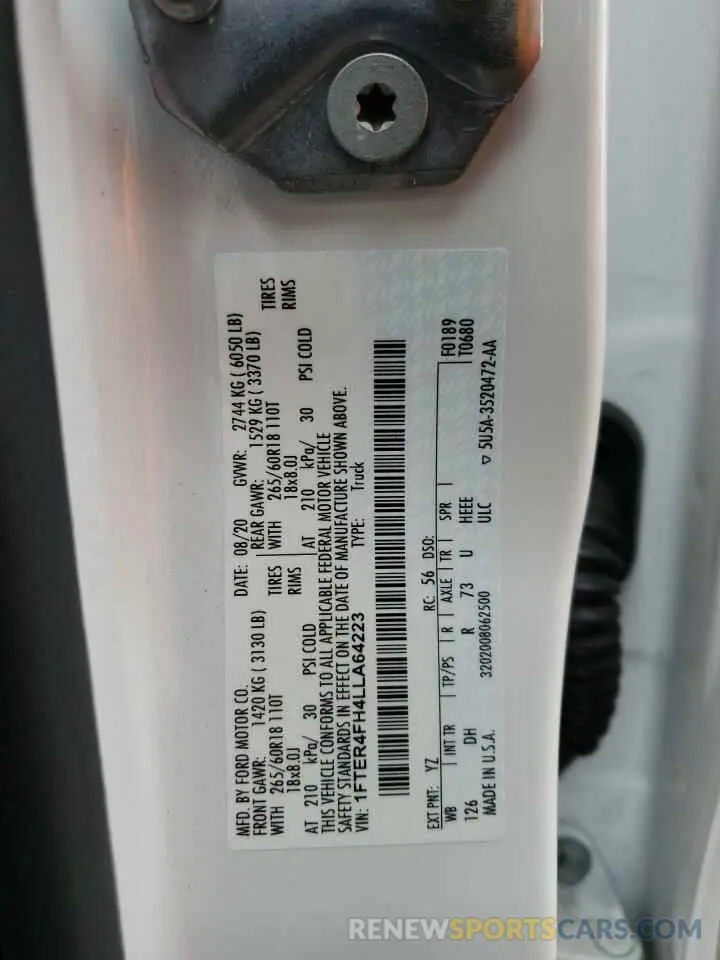 MFD. BY FORD MOTOR CO.
DATE: 08/20 GVWR: 2744 KG ( 6050 LB)
FRONT GAWR: 1420 KG ( 3130 LB)
REAR GAWR: 1529 KG ( 3370 LB)
WITH 265/60R18 110T TIRES
WITH 265/60R18 110T TIRES
18x8.0J RIMS
18x8.0J RIMS
AT 210 kPa/ 30 PSI COLD
AT 210 kPa/ 30 PSI COLD
THIS VEHICLE CONFORMS TO ALL APPLICABLE FEDERAL MOTOR VEHICLE
SAFETY STANDARDS IN EFFECT ON THE DATE OF MANUFACTURE SHOWN ABOVE.
VIN: 1FTER4FH4LLA64223 TYPE: Truck
F0189
T0680
EXT PNT: YZ RC: 56 DSO:
WB INT TR TP/PS R AXLE TR SPR
126 DH R 73 U HEEE
ULC
MADE IN U.S.A. 3202008062500 ▽ 5U5A-3520472-AA
RENEWSPORTSCARS.COM